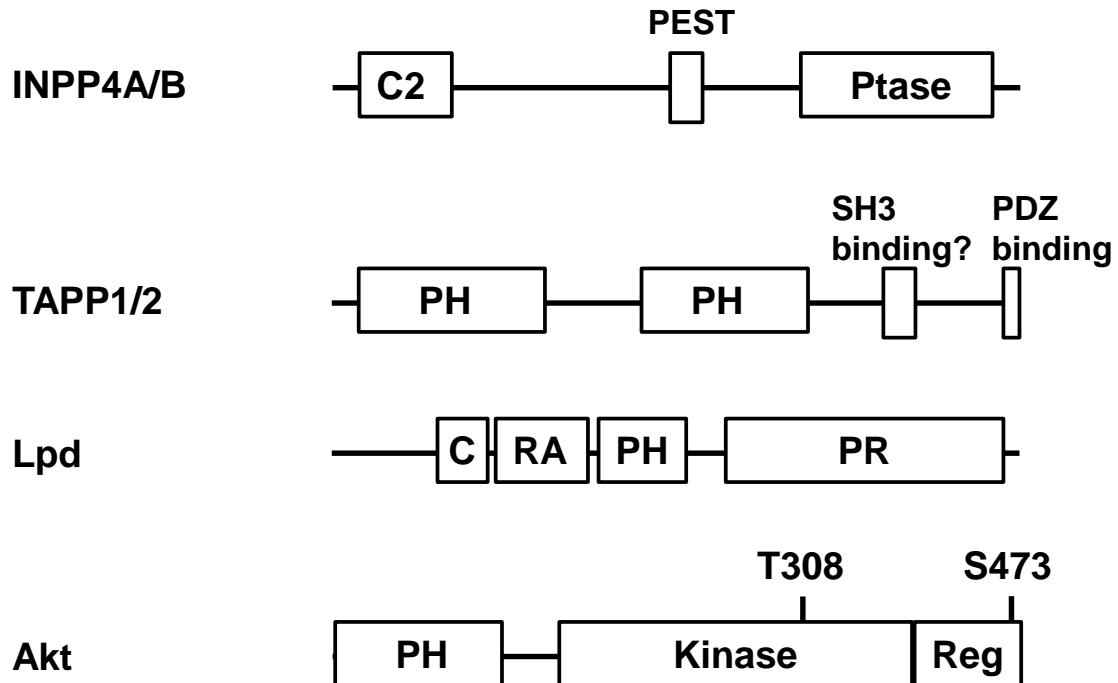 PEST
INPP4A/B
C2
Ptase
SH3
binding?
PDZ
binding
TAPP1/2
PH
PH
Lpd
C
RA
PH
PR
T308
S473
Akt
PH
Kinase
Reg